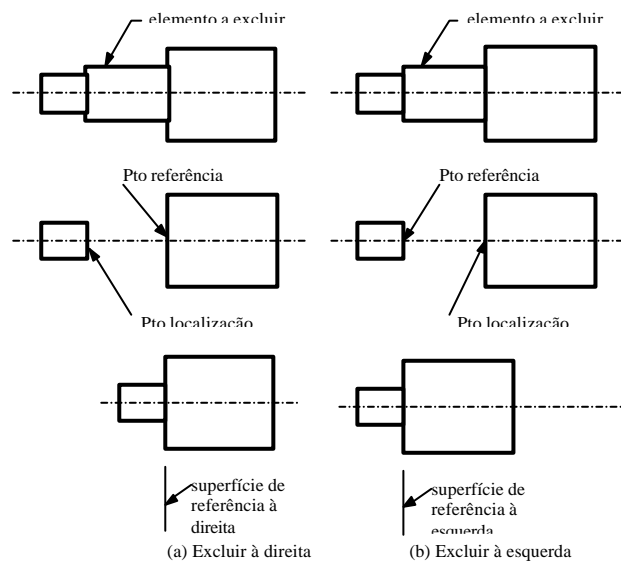 elemento a excluir
elemento a excluir
Pto referência
Pto referência
Pto localização
Pto localização
superfície de
referência à
direita
superfície de
referência à
esquerda
(a) Excluir à direita
(b) Excluir à esquerda